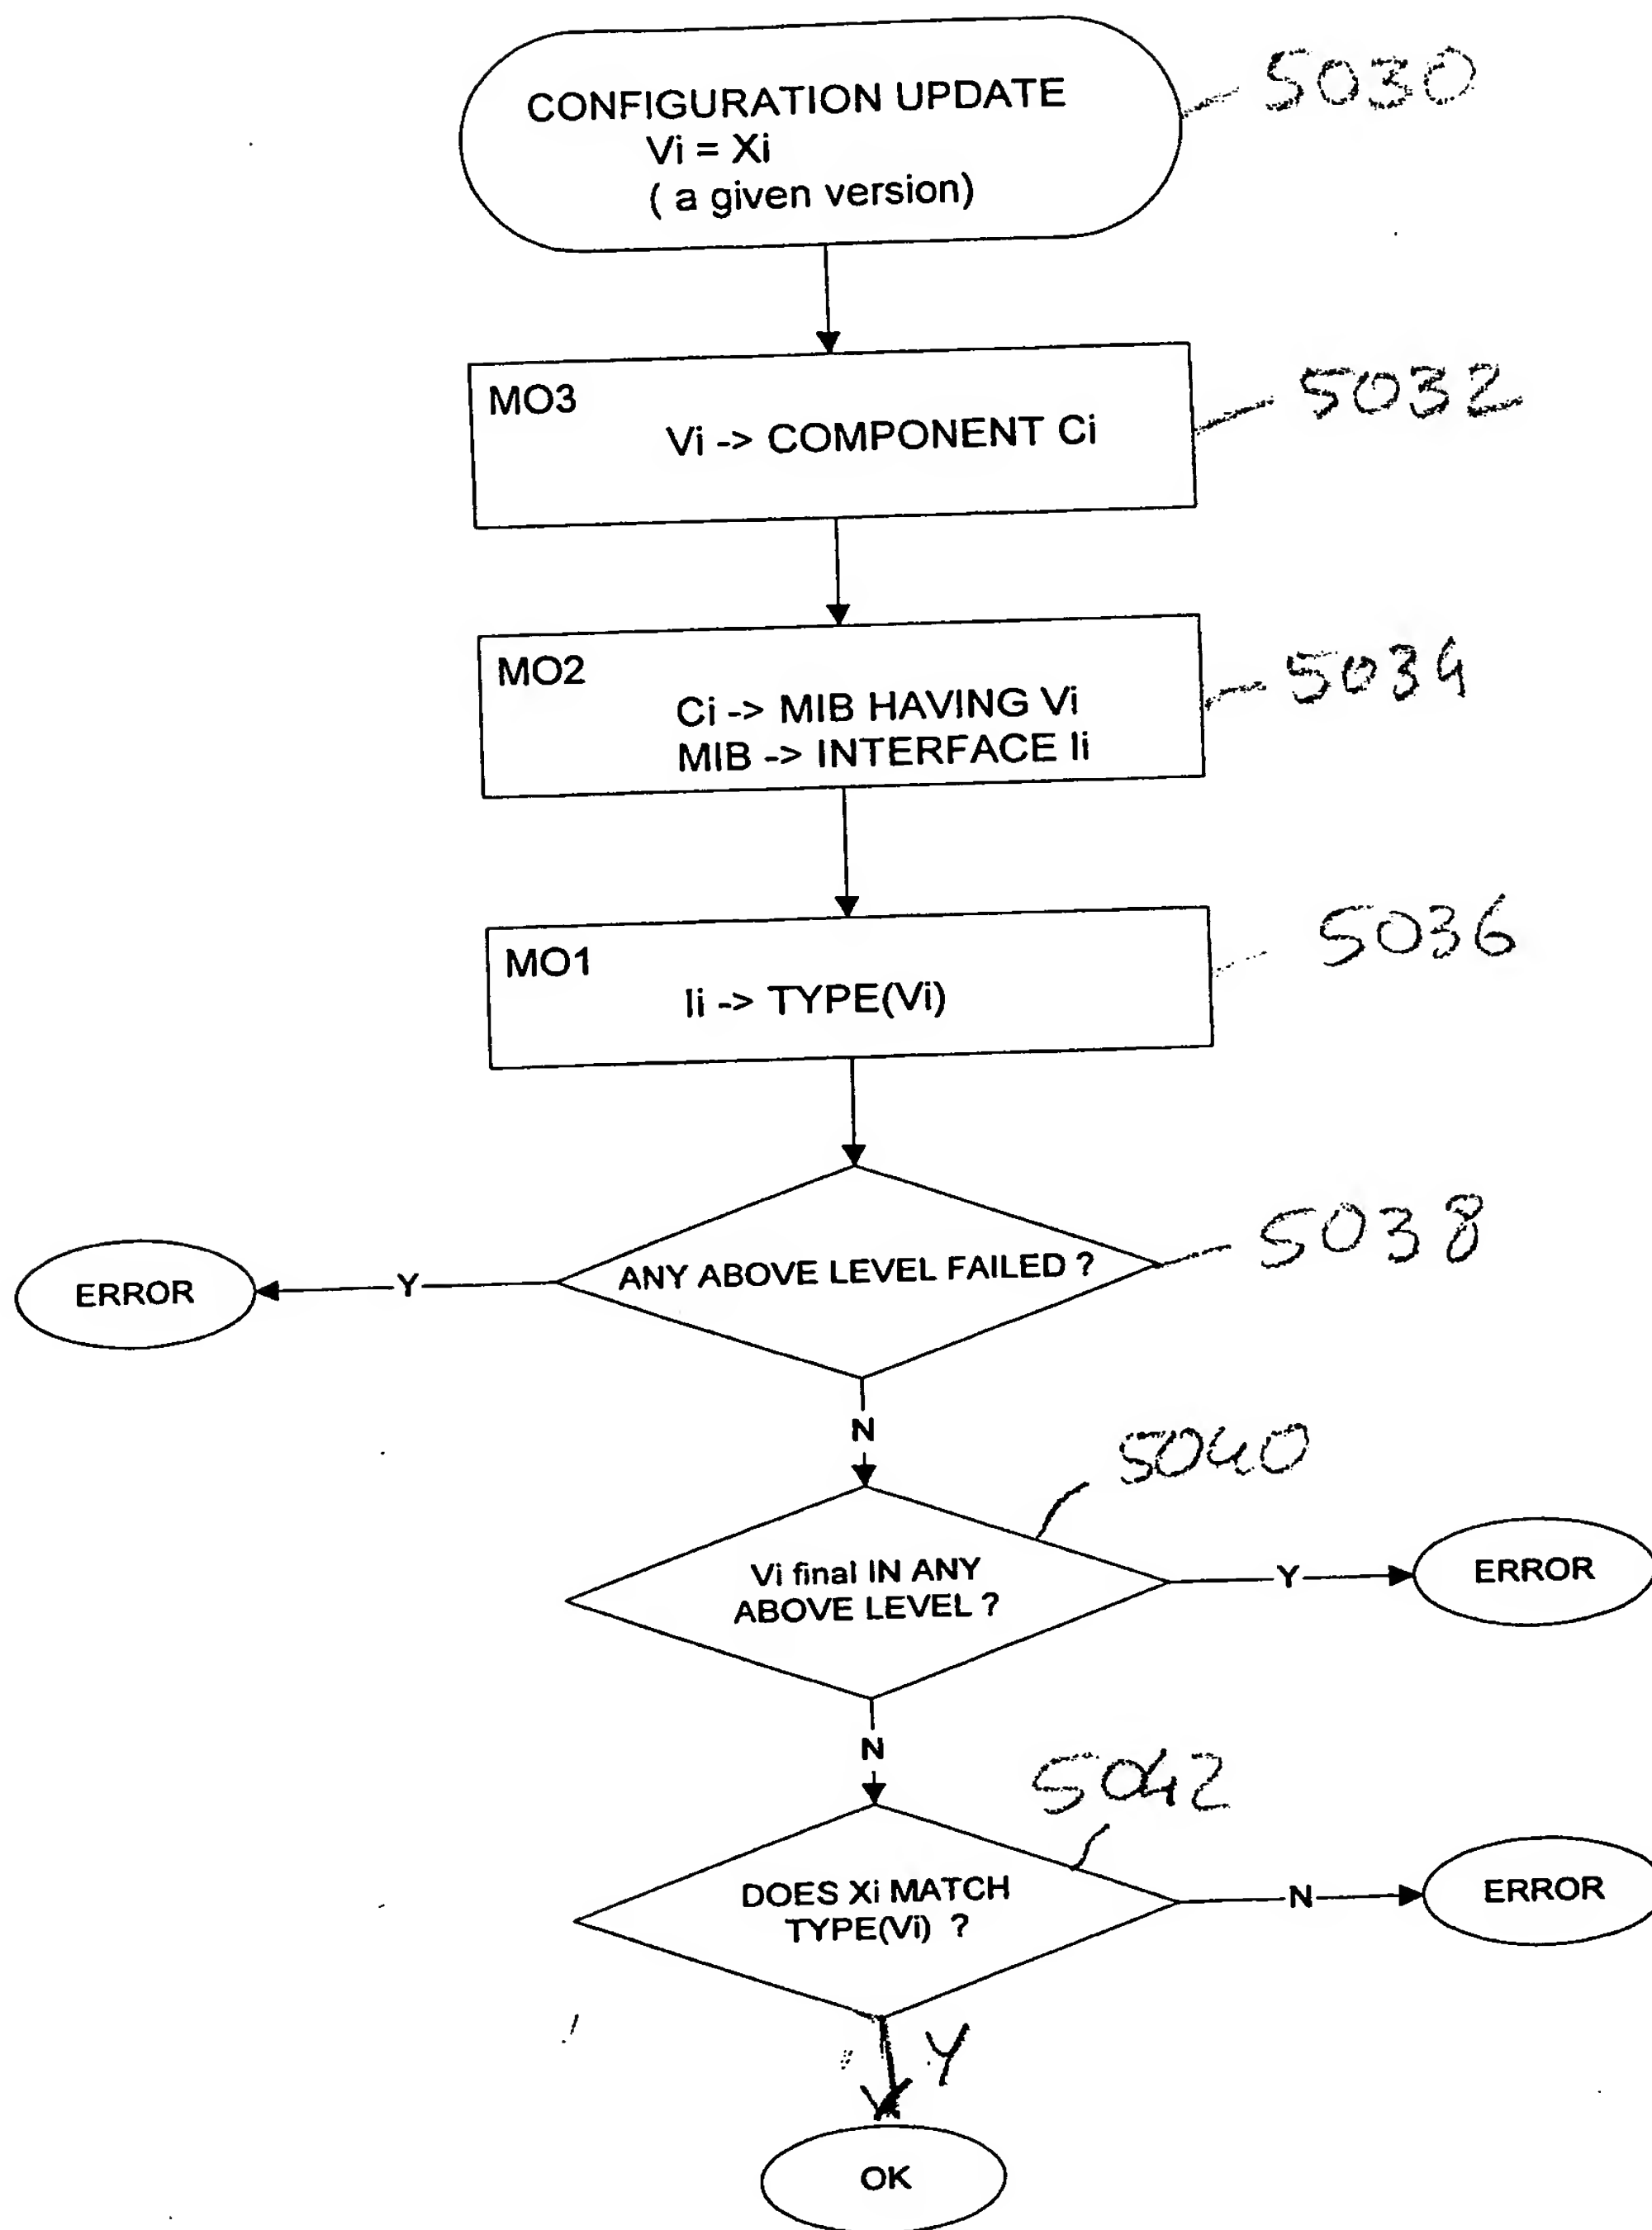 CONFIGURATION UPDATE
Vi = Xi
( a given version)
5030
MO3
Vi -> COMPONENT Ci
5032
MO2
Ci -> MIB HAVING Vi
MIB -> INTERFACE Ii
5034
MO1
Ii -> TYPE(Vi)
5036
ANY ABOVE LEVEL FAILED ?
5038
Y
ERROR
N
5040
Vi final IN ANY
ABOVE LEVEL ?
Y
ERROR
N
5042
DOES Xi MATCH
TYPE(Vi) ?
N
ERROR
Y
OK